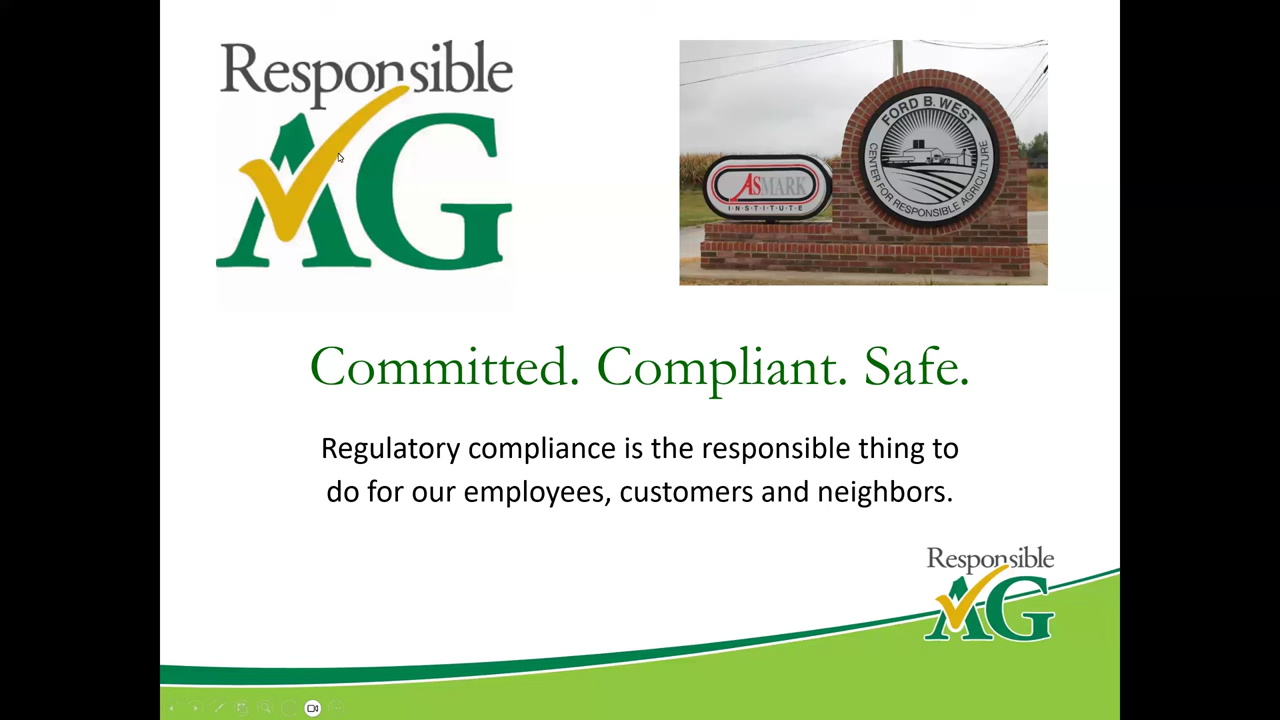 Responsible
AG
FORD B. WEST
CENTER FOR RESPONSIBLE AGRICULTURE
ASMARK
I·N·S·T·I·T·U·T·E
Committed. Compliant. Safe.
Regulatory compliance is the responsible thing to
do for our employees, customers and neighbors.
Responsible
AG